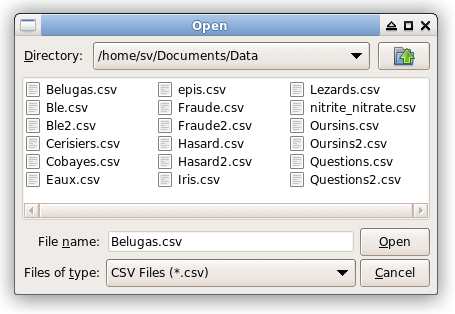 Open
Directory: /home/sv/Documents/Data
Belugas.csv epis.csv Lezards.csv
Ble.csv Fraude.csv nitrite_nitrate.csv
Ble2.csv Fraude2.csv Oursins.csv
Cerisiers.csv Hasard.csv Oursins2.csv
Cobayes.csv Hasard2.csv Questions.csv
Eaux.csv Iris.csv Questions2.csv
File name: Belugas.csv Open
Files of type: CSV Files (*.csv) Cancel